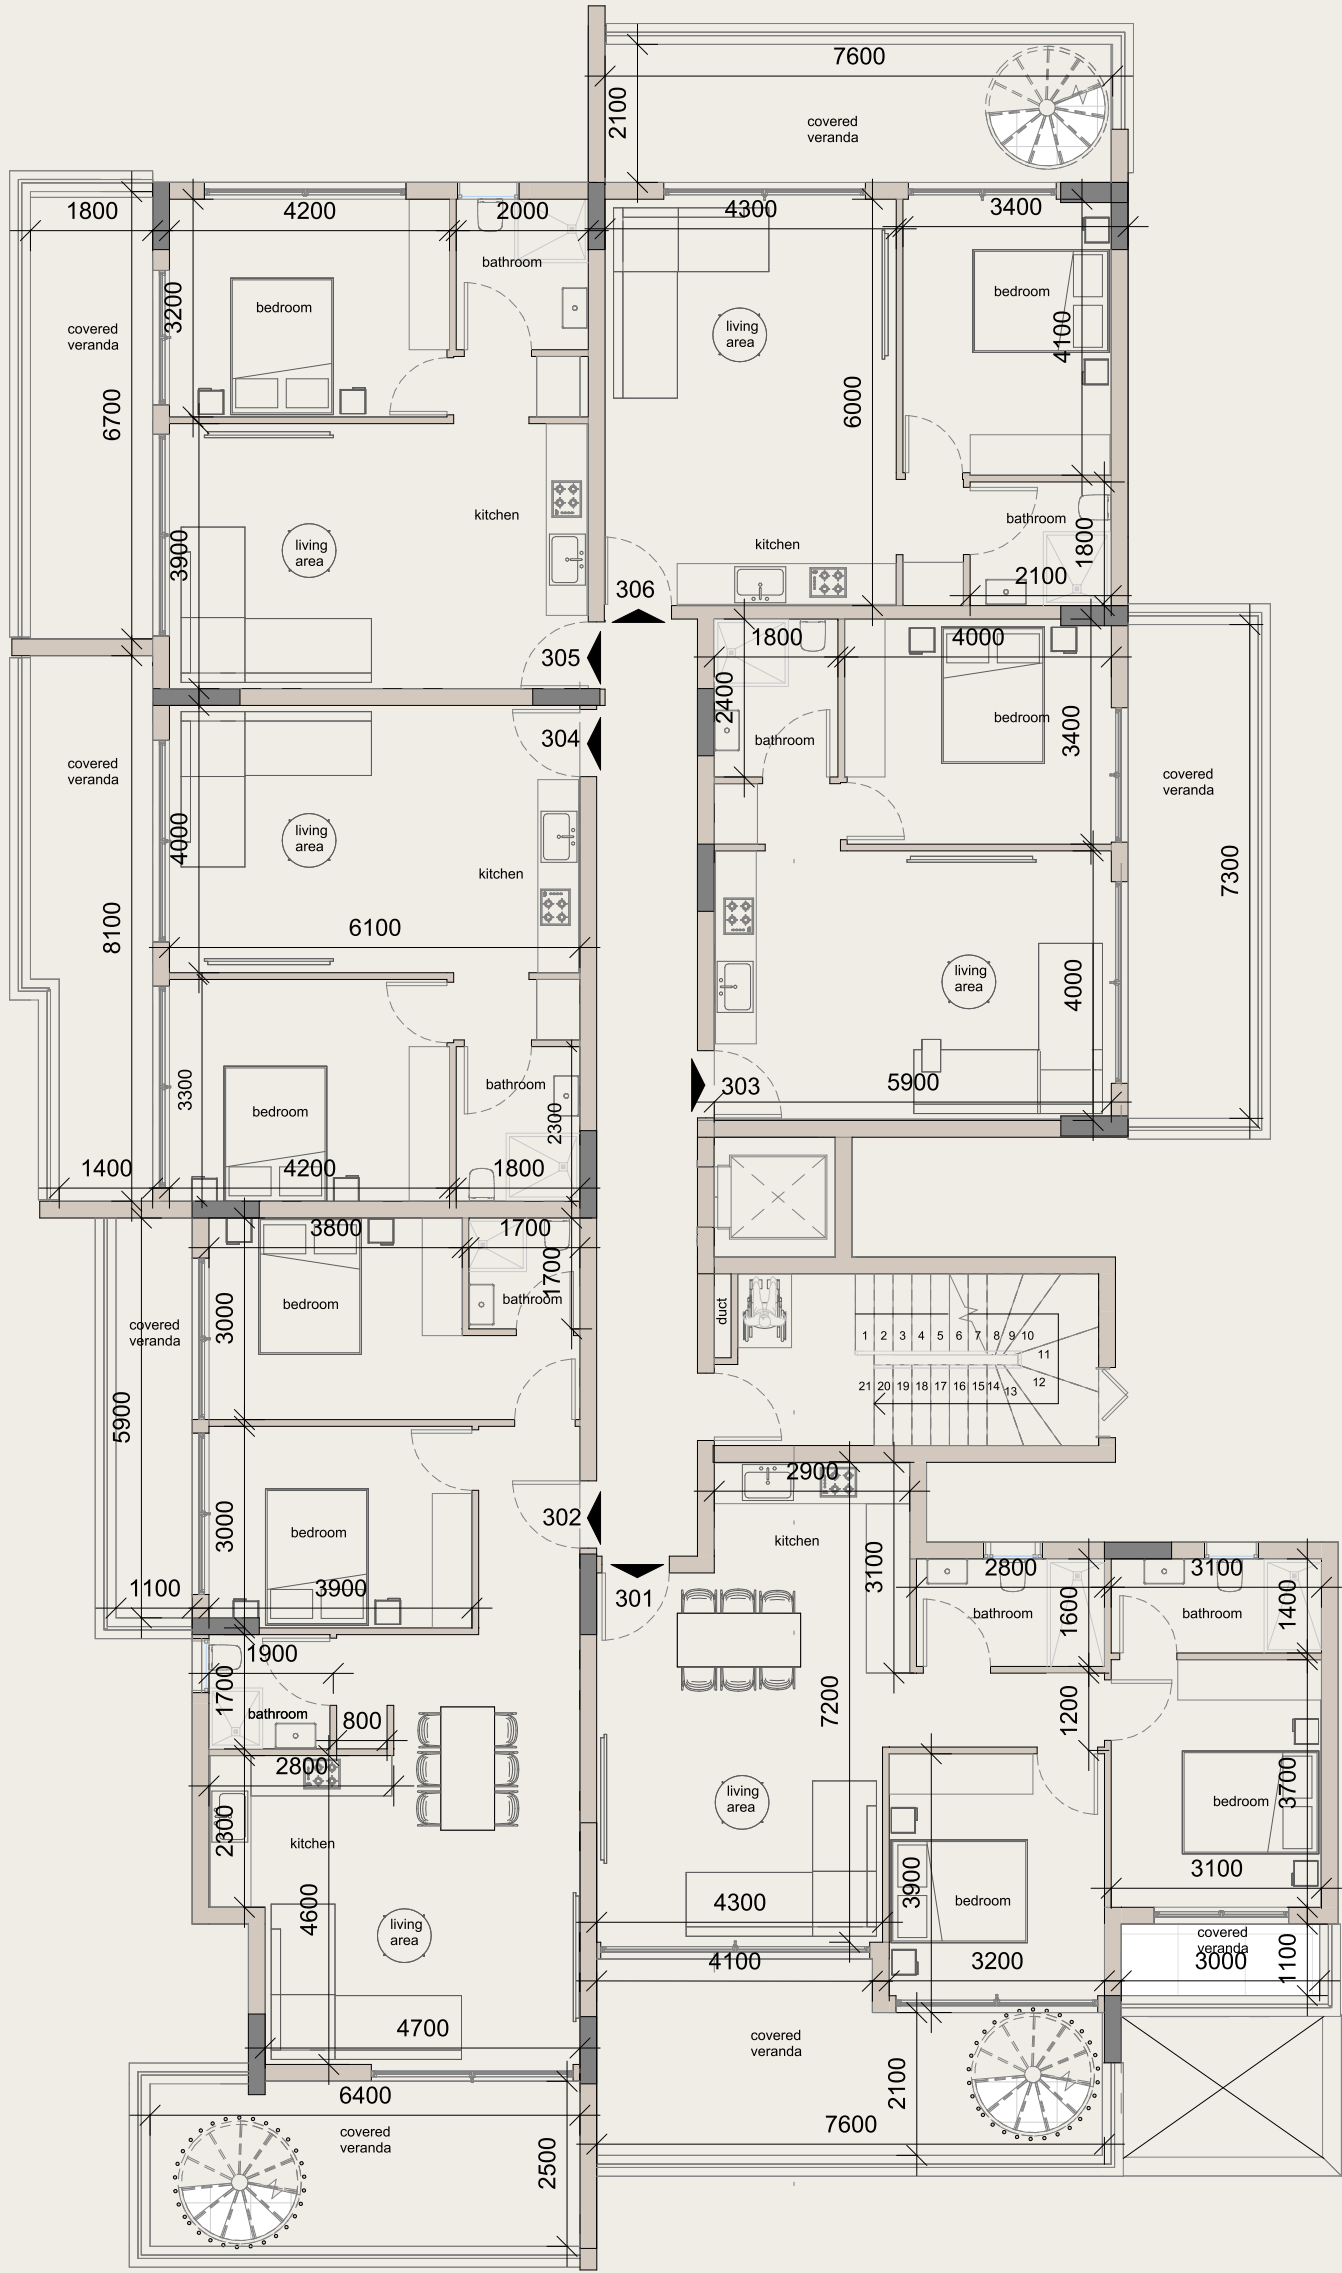 7600
2100
covered
veranda
1800
4200
2000
4300
3400
bathroom
bedroom
3200
covered
veranda
6700
living
area
bedroom
4100
6000
kitchen
living
area
3900
kitchen
bathroom
1800
2100
306
305
1800
4000
2400
bedroom
3400
bathroom
304
covered
veranda
living
area
4000
kitchen
6100
8100
covered
veranda
7300
living
area
4000
303
5900
3300
bedroom
bathroom
2300
1400
4200
1800
3800
1700
1700
bedroom
bathroom
3000
covered
veranda
5900
duct
1 2 3 4 5 6 7 8 9 10
11
12
21 20 19 18 17 16 15 14 13
3000
bedroom
302
1100
3900
301
2900
kitchen
3100
2800
3100
bathroom
1600
bathroom
1400
1900
1700
bathroom
800
7200
1200
2800
2300
kitchen
living
area
bedroom
3700
3100
4600
living
area
4300
3900
bedroom
4100
3200
covered
veranda
3000
1100
4700
covered
veranda
2100
6400
7600
covered
veranda
2500